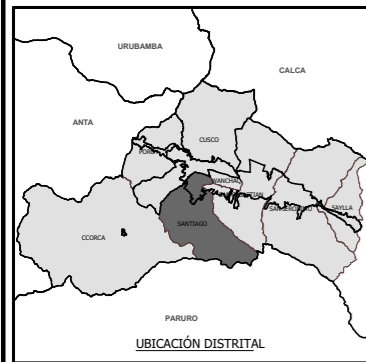 URUBAMBA
CALCA
ANTA
CUSCO
WANCHAQ
SAYLLA
SANTIAGO
CCORCA
PARURO
UBICACIÓN DISTRITAL